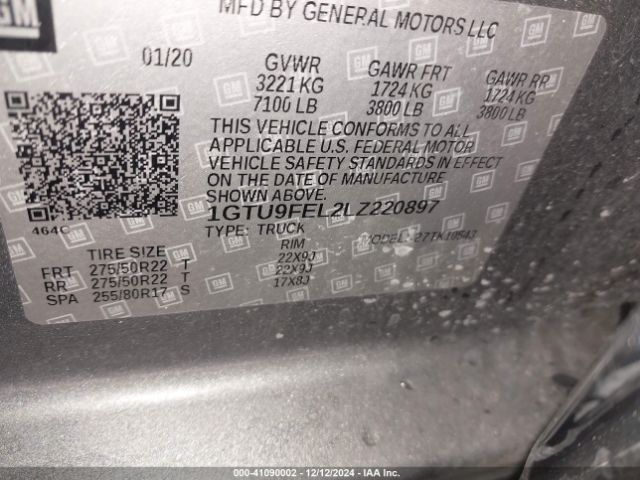 GM
MFD BY GENERAL MOTORS LLC
01/20 GVWR GAWR FRT GAWR RR
3221 KG 1724 KG 1724 KG
7100 LB 3800 LB 3800 LB
THIS VEHICLE CONFORMS TO ALL
APPLICABLE U.S. FEDERAL MOTOR
VEHICLE SAFETY STANDARDS IN EFFECT
ON THE DATE OF MANUFACTURE
SHOWN ABOVE.
464C
1GTU9FEL2LZ220897
TYPE: TRUCK MODEL: 27TK10543
TIRE SIZE RIM
FRT 275/50R22 T 22X9J
RR 275/50R22 T 22X9J
SPA 255/80R17 S 17X8J
000-41090002 - 12/12/2024 - IAA Inc.